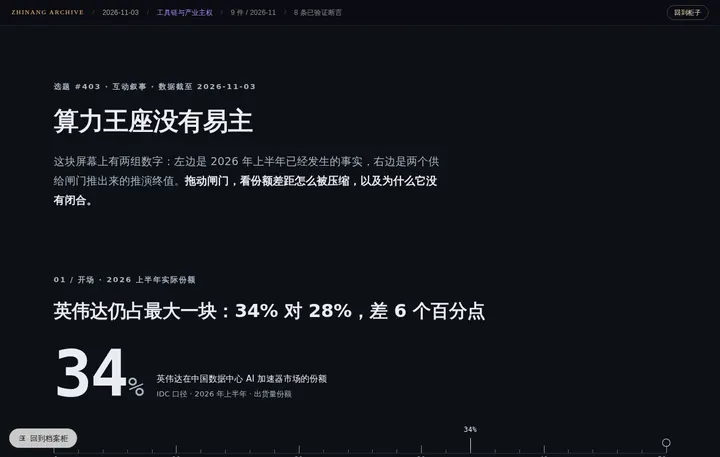 ZHINANG ARCHIVE / 2026-11-03 / 工具链与产业主权 / 9 件 / 2026-11 / 8 条已验证断言
回到柜子
选题 #403 · 互动叙事 · 数据截至 2026-11-03
算力王座没有易主
这块屏幕上有两组数字：左边是 2026 年上半年已经发生的事实，右边是两个供
给闸门推出来的推演终值。拖动闸门，看份额差距怎么被压缩，以及为什么它没
有闭合。
01 / 开场 · 2026 上半年实际份额
英伟达仍占最大一块：34% 对 28%，差 6 个百分点
34%
英伟达在中国数据中心 AI 加速器市场的份额
IDC 口径 · 2026 年上半年 · 出货量份额
34%
回到档案柜